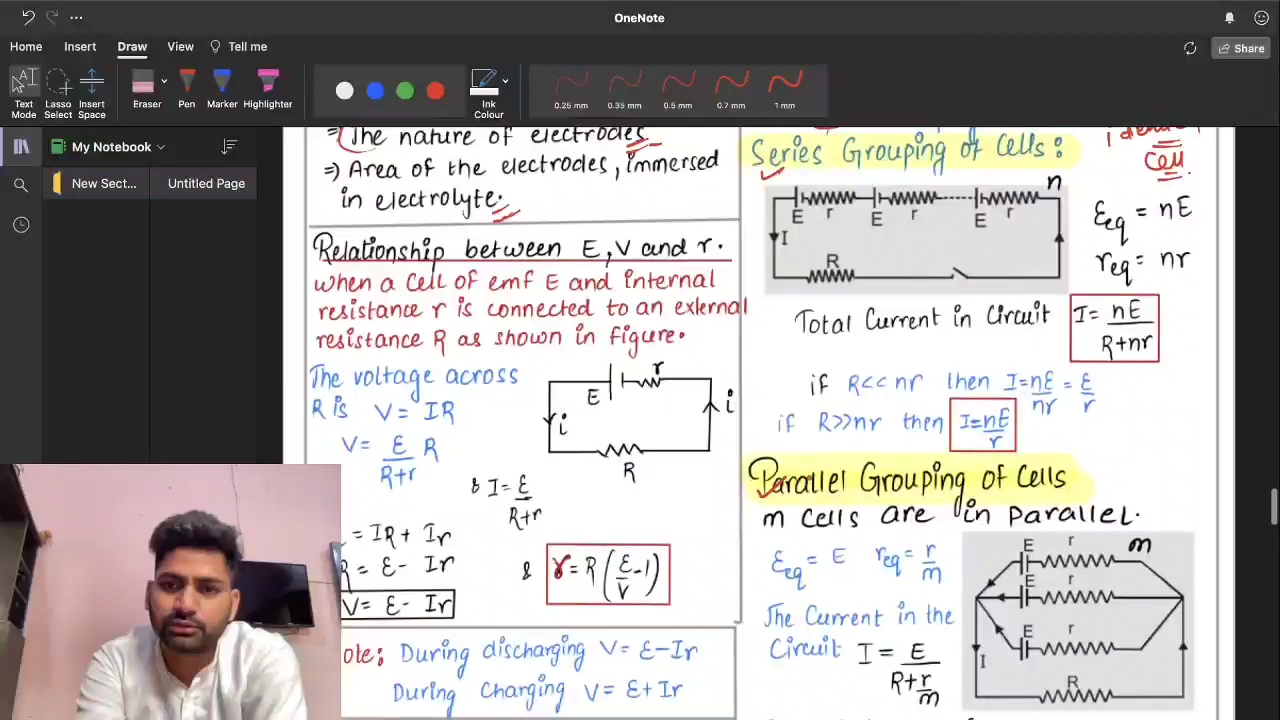 OneNote
Home Insert Draw View Tell me
Share
Text Mode
Lasso Select
Insert Space
Eraser
Pen
Marker
Highlighter
Ink Colour
0.25 mm 0.35 mm 0.5 mm 0.7 mm 1 mm
My Notebook
New Sect... Untitled Page
⇒ The nature of electrodes
⇒ Area of the electrodes, immersed
in electrolyte.
Relationship between E, V and r.
when a Cell of emf E and internal
resistance r is connected to an external
resistance R as shown in figure.
The voltage across
R is V = IR
V = ε/(R+r) R
E r
i i
R
& I = ε/(R+r)
= IR + Ir
= ε - Ir
V = ε - Ir
& r = R (ε/V - 1)
ote: During discharging V = ε - Ir
During Charging V = ε + Ir
Cell
Series Grouping of Cells:
n
E r E r E r
I
R
εeq = nE
req = nr
Total Current in Circuit I = nE/(R+nr)
if R << nr then I = nE/nr = ε/r
if R >> nr then I = nE/r
Parallel Grouping of Cells
m Cells are in Parallel.
εeq = E req = r/m
The Current in the
Circuit I = E/(R + r/m)
E r m
E r
E r
I
R